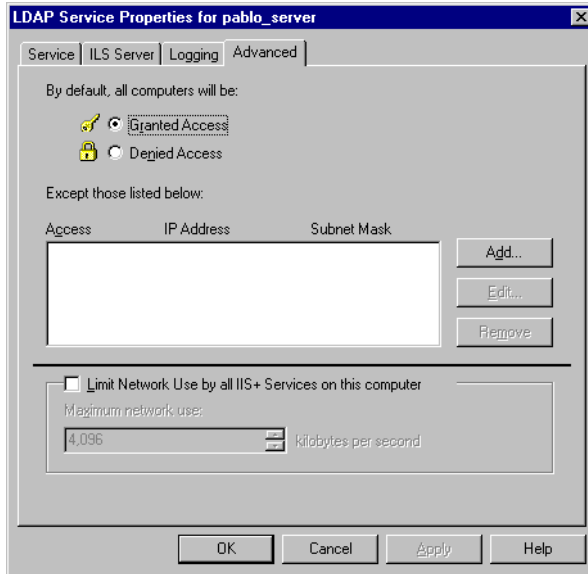 LDAP Service Properties for pablo_server
Service ILS Server Logging Advanced
By default, all computers will be:
Granted Access
Denied Access
Except those listed below:
Access IP Address Subnet Mask
Add...
Edit...
Remove
Limit Network Use by all IIS+ Services on this computer
Maximum network use:
4,096 kilobytes per second
OK Cancel Apply Help